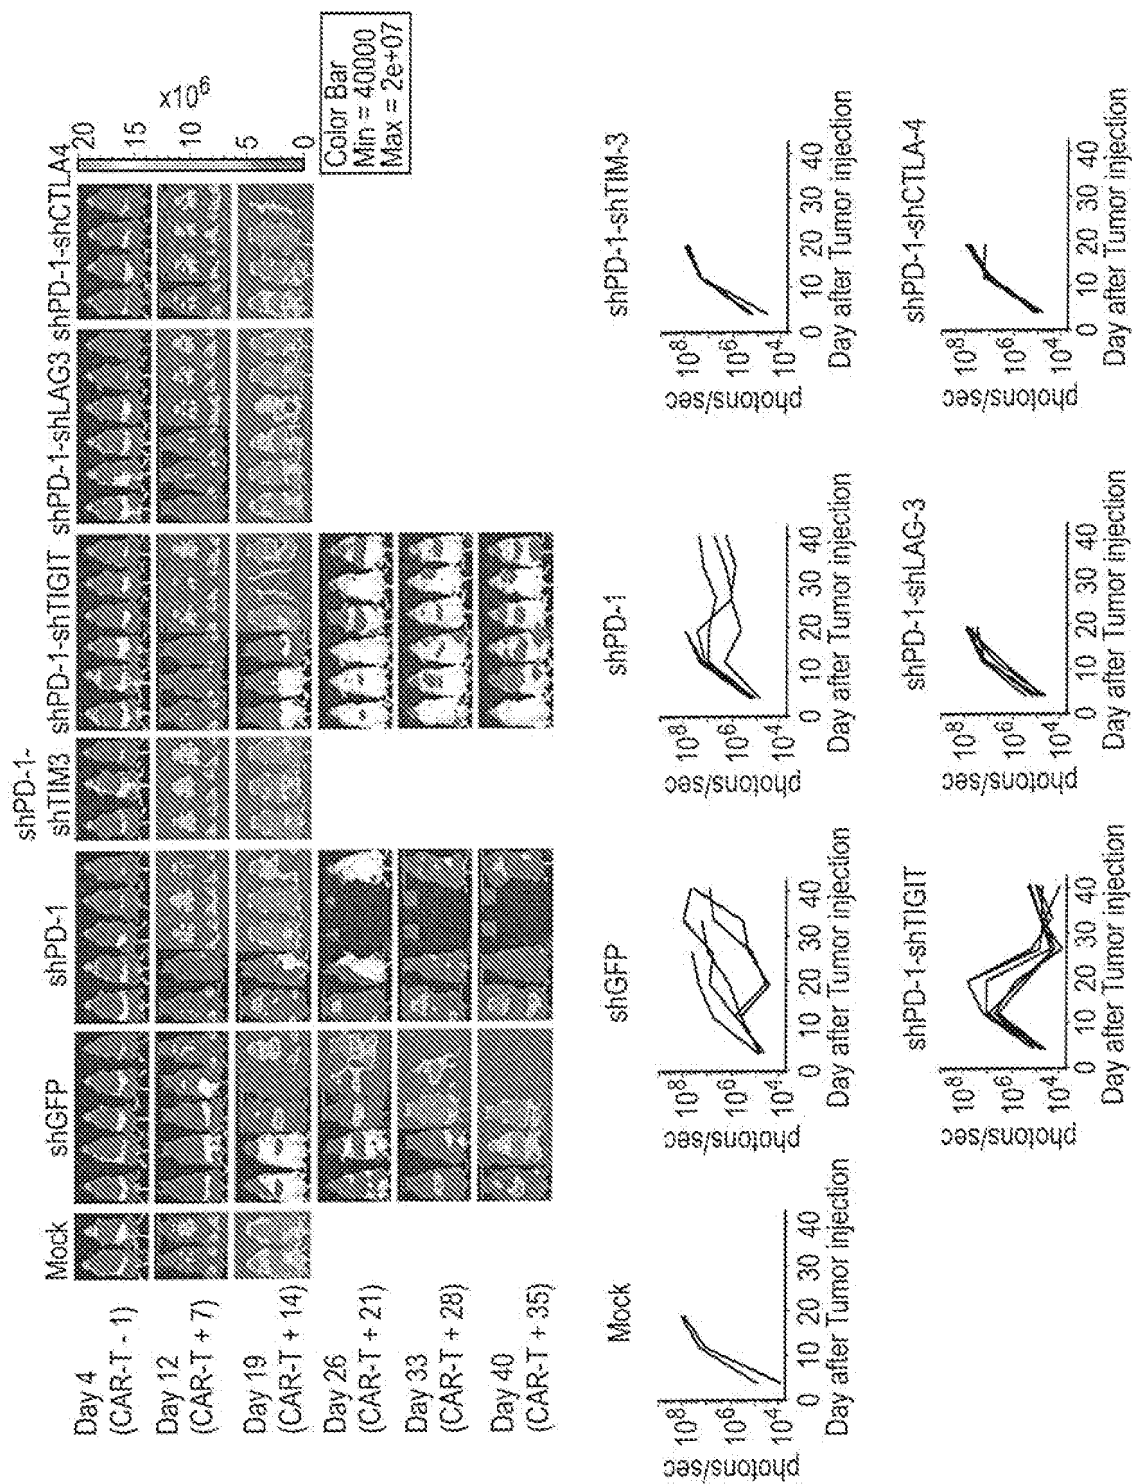 Mock
shGFP
shPD-1
shPD-1-
shTIM3
shPD-1-shTIGIT
shPD-1-shLAG3
shPD-1-shCTLA4
Day 4
(CAR-T - 1)
Day 12
(CAR-T + 7)
Day 19
(CAR-T + 14)
Day 26
(CAR-T + 21)
Day 33
(CAR-T + 28)
Day 40
(CAR-T + 35)
20
15
10
5
0
x10⁶
Color Bar
Min = 40000
Max = 2e+07
Mock
photons/sec
10⁸
10⁶
10⁴
0 10 20 30 40
Day after Tumor injection
shGFP
photons/sec
10⁸
10⁶
10⁴
0 10 20 30 40
Day after Tumor injection
shPD-1
photons/sec
10⁸
10⁶
10⁴
0 10 20 30 40
Day after Tumor injection
shPD-1-shTIM-3
photons/sec
10⁸
10⁶
10⁴
0 10 20 30 40
Day after Tumor injection
shPD-1-shTIGIT
photons/sec
10⁸
10⁶
10⁴
0 10 20 30 40
Day after Tumor injection
shPD-1-shLAG-3
photons/sec
10⁸
10⁶
10⁴
0 10 20 30 40
Day after Tumor injection
shPD-1-shCTLA-4
photons/sec
10⁸
10⁶
10⁴
0 10 20 30 40
Day after Tumor injection